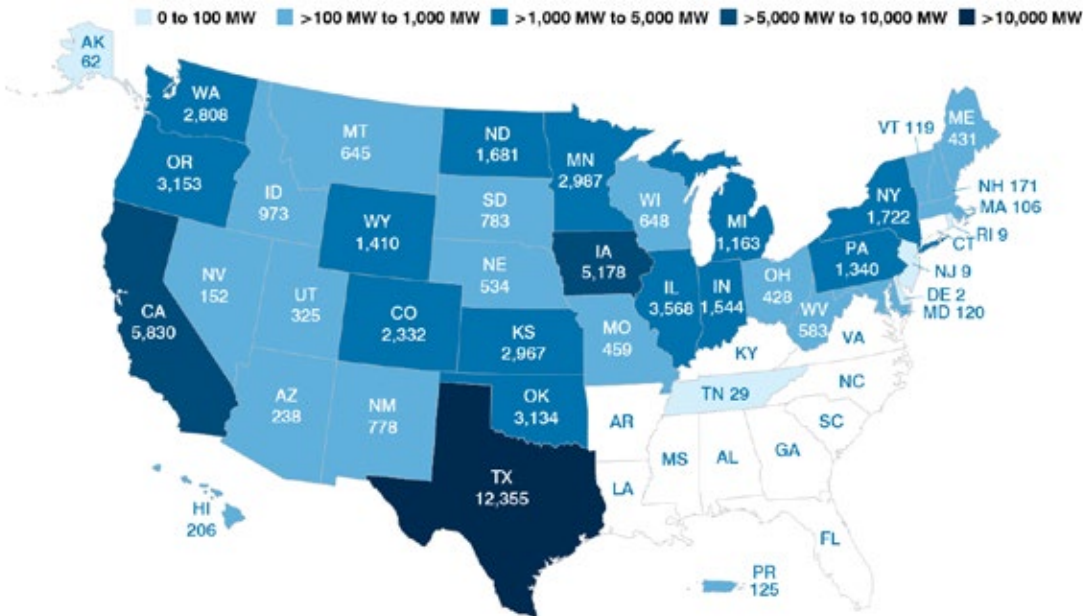 0 to 100 MW >100 MW to 1,000 MW >1,000 MW to 5,000 MW >5,000 MW to 10,000 MW >10,000 MW
AK
62
WA
2,808
OR
3,153
CA
5,830
NV
152
ID
973
MT
645
WY
1,410
UT
325
AZ
238
CO
2,332
NM
778
ND
1,681
SD
783
NE
534
KS
2,967
OK
3,134
TX
12,355
MN
2,987
IA
5,178
MO
459
WI
648
IL
3,568
MI
1,163
IN
1,544
OH
428
WV
583
KY
VA
TN 29
NC
SC
AR
LA
MS
AL
GA
FL
PA
1,340
NY
1,722
VT 119
ME
431
NH 171
MA 106
RI 9
CT
NJ 9
DE 2
MD 120
HI
206
PR
125